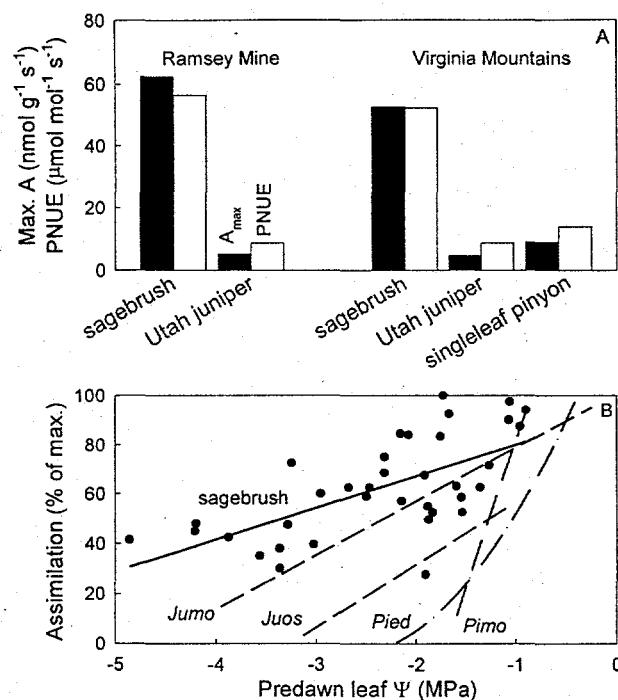 80
60
40
20
0
Max. A (nmol g⁻¹ s⁻¹)
PNUE (µmol mol⁻¹ s⁻¹)
Ramsey Mine
Virginia Mountains
A
A_max
PNUE
sagebrush
Utah juniper
sagebrush
Utah juniper
singleleaf pinyon
100
80
60
40
20
0
Assimilation (% of max.)
B
sagebrush
Jumo
Juos
Pied
Pimo
-5
-4
-3
-2
-1
0
Predawn leaf Ψ (MPa)